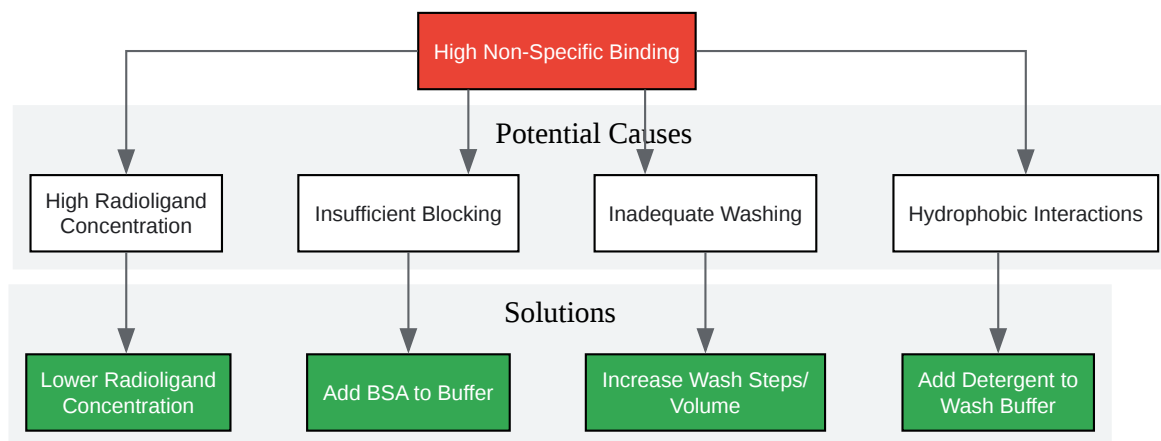 High Non-Specific Binding
Potential Causes
High Radioligand
Concentration
Insufficient Blocking
Inadequate Washing
Hydrophobic Interactions
Solutions
Lower Radioligand
Concentration
Add BSA to Buffer
Increase Wash Steps/
Volume
Add Detergent to
Wash Buffer